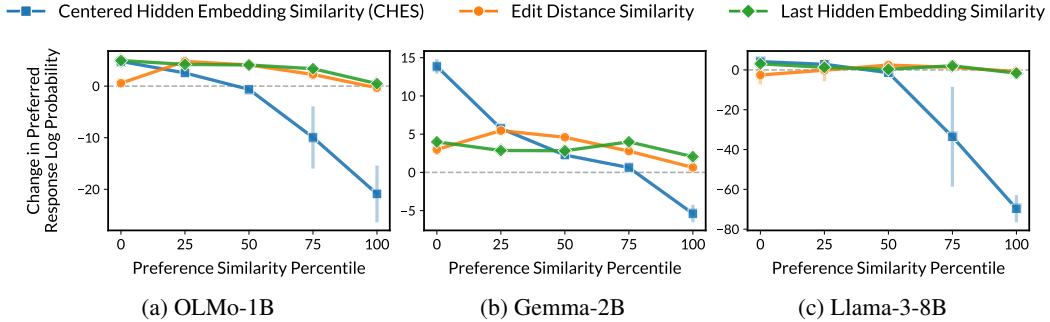 Centered Hidden Embedding Similarity (CHES) Edit Distance Similarity Last Hidden Embedding Similarity
Change in Preferred
Response Log Probability
0
−10
−20
0 25 50 75 100
Preference Similarity Percentile
(a) OLMo-1B
15
10
5
0
−5
0 25 50 75 100
Preference Similarity Percentile
(b) Gemma-2B
0
−20
−40
−60
−80
0 25 50 75 100
Preference Similarity Percentile
(c) Llama-3-8B